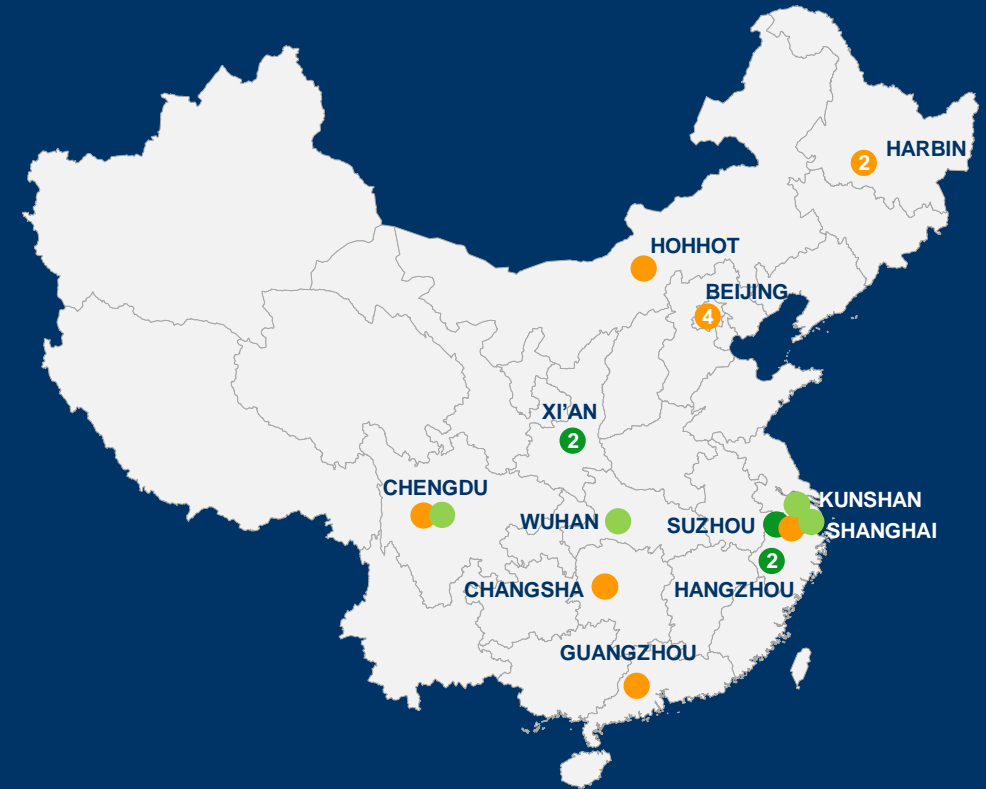 HARBIN
2
HOHHOT
BEIJING
4
XI'AN
2
CHENGDU
KUNSHAN
WUHAN
SUZHOU
SHANGHAI
2
CHANGSHA
HANGZHOU
GUANGZHOU